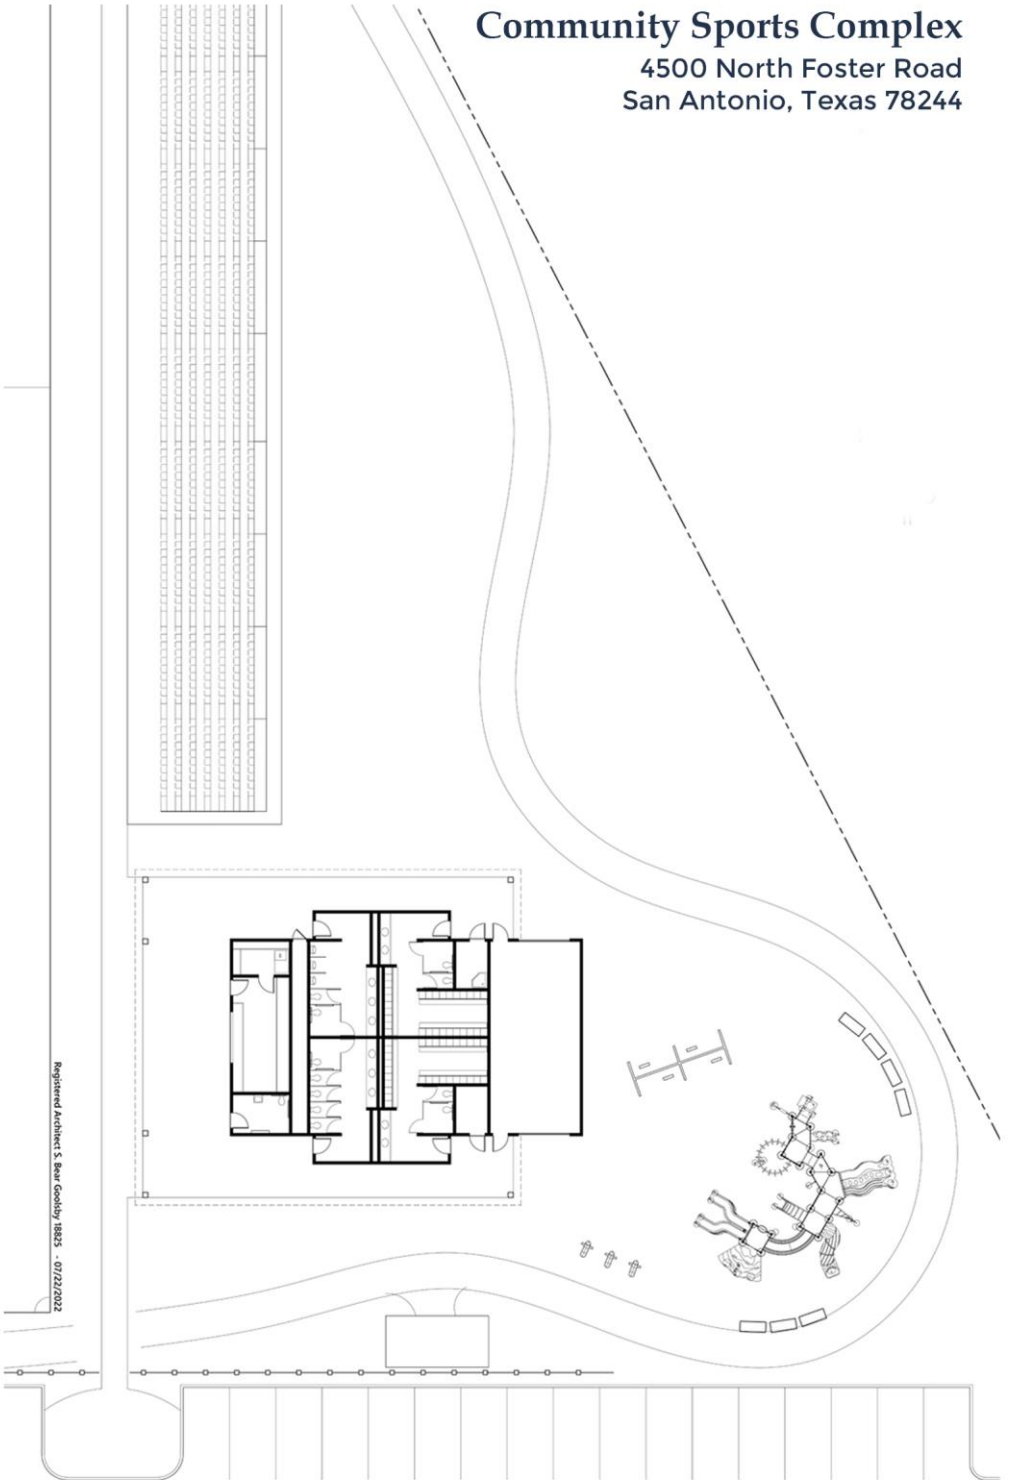 Community Sports Complex
4500 North Foster Road
San Antonio, Texas 78244
Registered Architect S. Bear Goolsby 18825 - 07/22/2022